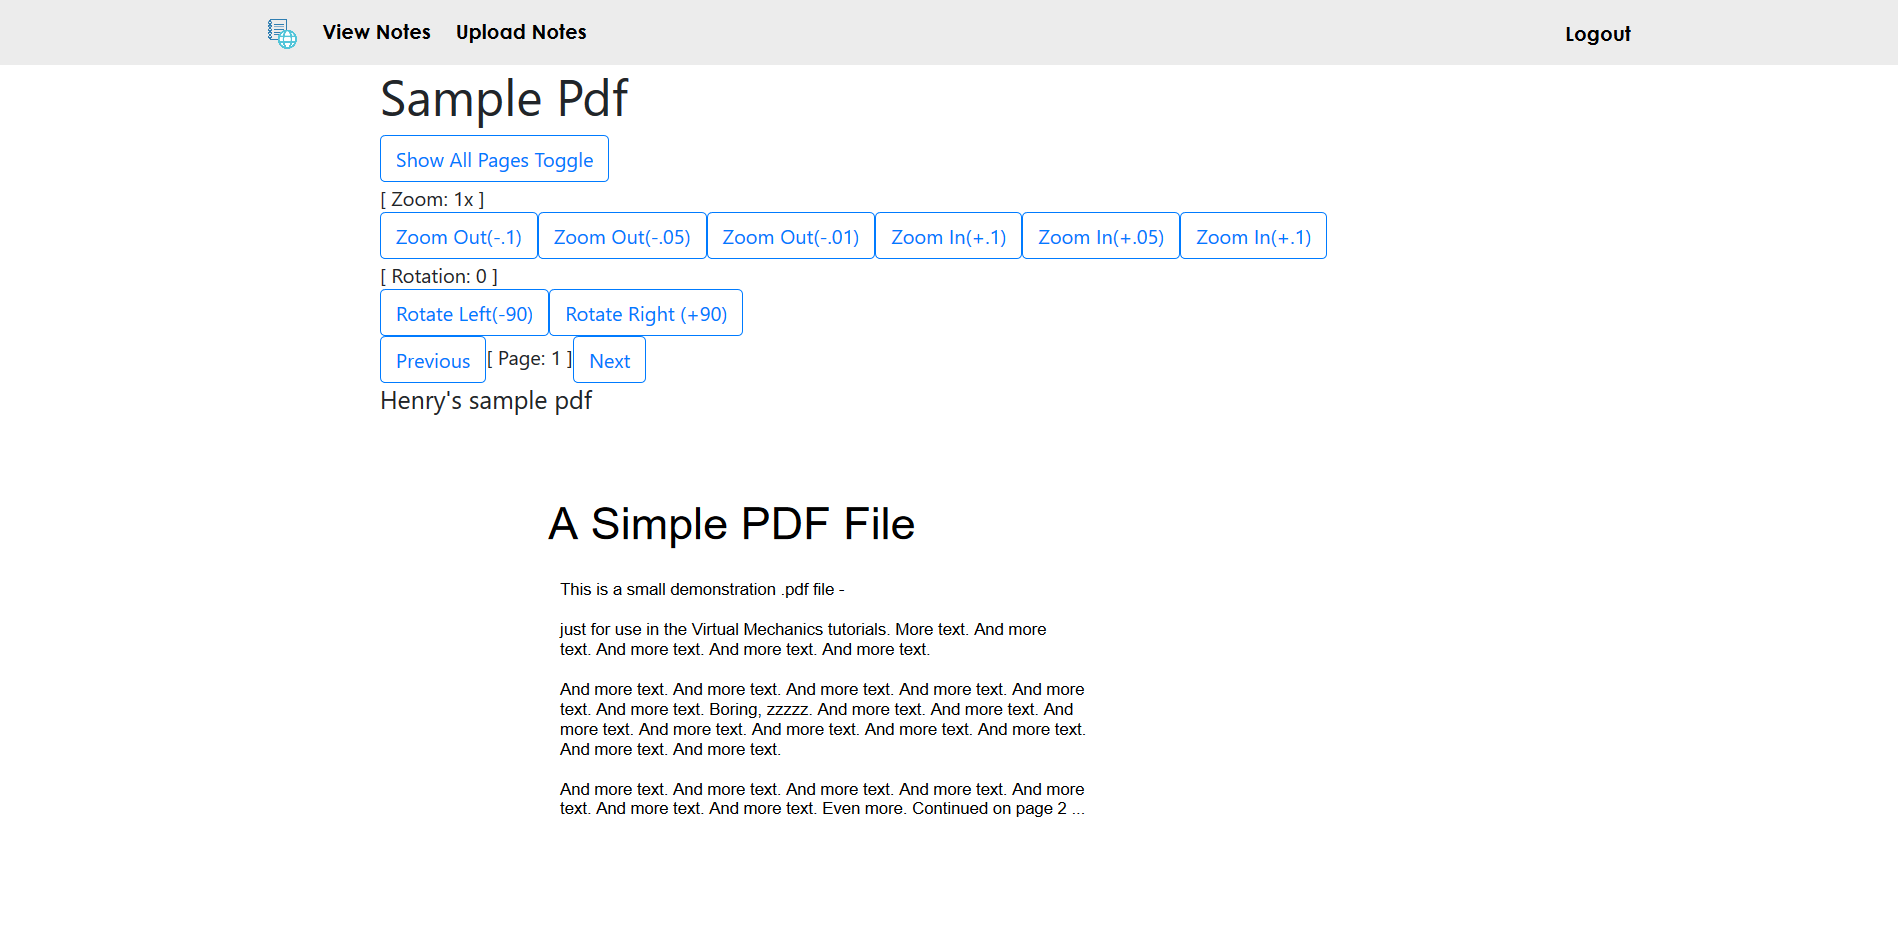 View Notes Upload Notes Logout
Sample Pdf
Show All Pages Toggle
[ Zoom: 1x ]
Zoom Out(-.1) Zoom Out(-.05) Zoom Out(-.01) Zoom In(+.1) Zoom In(+.05) Zoom In(+.1)
[ Rotation: 0 ]
Rotate Left(-90) Rotate Right (+90)
Previous [ Page: 1 ] Next
Henry's sample pdf
A Simple PDF File
This is a small demonstration .pdf file -
just for use in the Virtual Mechanics tutorials. More text. And more
text. And more text. And more text. And more text.
And more text. And more text. And more text. And more text. And more
text. And more text. Boring, zzzzz. And more text. And more text. And
more text. And more text. And more text. And more text. And more text.
And more text. And more text.
And more text. And more text. And more text. And more text. And more
text. And more text. And more text. Even more. Continued on page 2 ...